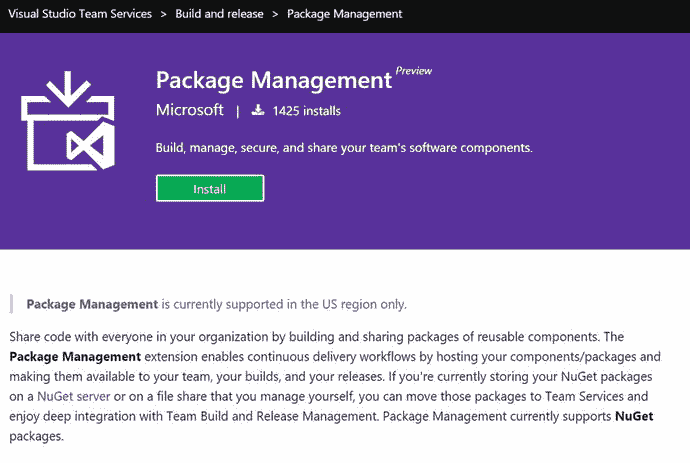 Visual Studio Team Services > Build and release > Package Management
Package Management Preview
Microsoft | 1425 installs
Build, manage, secure, and share your team's software components.
Install
Package Management is currently supported in the US region only.
Share code with everyone in your organization by building and sharing packages of reusable components. The
Package Management extension enables continuous delivery workflows by hosting your components/packages and
making them available to your team, your builds, and your releases. If you're currently storing your NuGet packages
on a NuGet server or on a file share that you manage yourself, you can move those packages to Team Services and
enjoy deep integration with Team Build and Release Management. Package Management currently supports NuGet
packages.